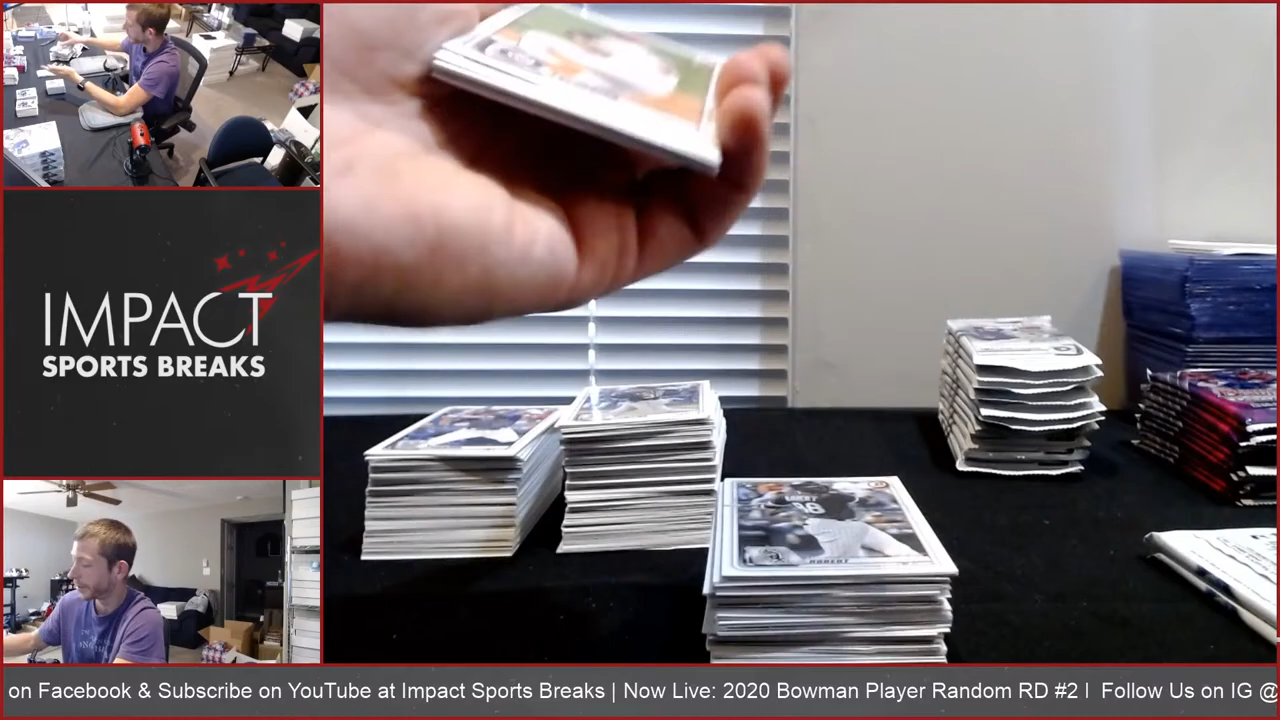 IMPACT
SPORTS BREAKS
on Facebook & Subscribe on YouTube at Impact Sports Breaks | Now Live: 2020 Bowman Player Random RD #2 l Follow Us on IG @